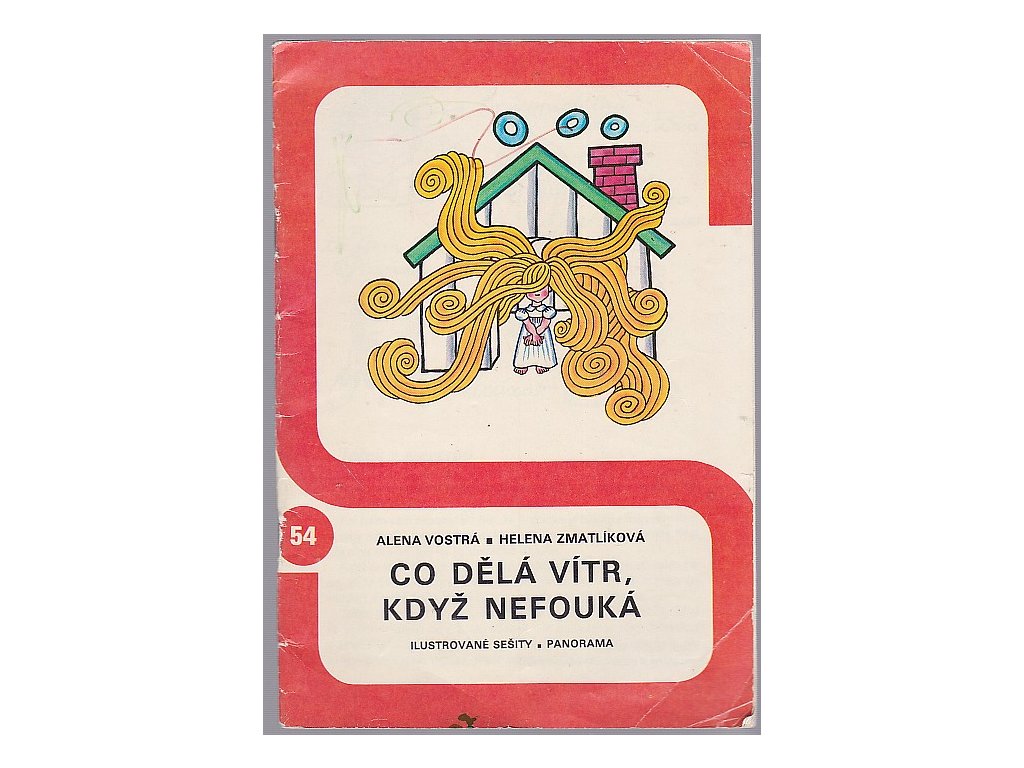 54
ALENA VOSTRÁ ■ HELENA ZMATLÍKOVÁ
CO DĚLÁ VÍTR,
KDYŽ NEFOUKÁ
ILUSTROVANÉ SEŠITY ■ PANORAMA